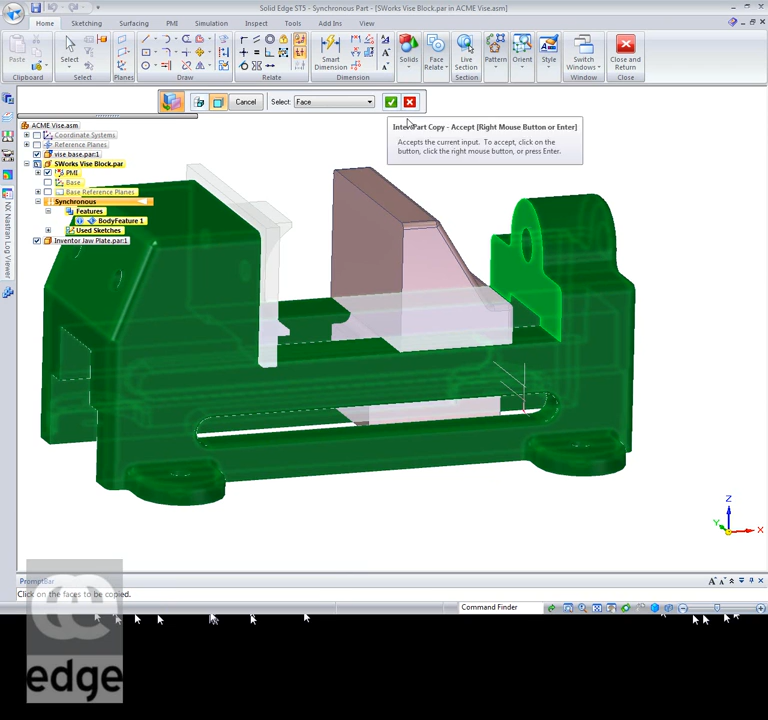 Solid Edge ST5 - Synchronous Part - [SWorks Vise Block.par in ACME Vise.asm]
Home Sketching Surfacing PMI Simulation Inspect Tools Add Ins View
Paste Select Smart Dimension Solids Face Relate Live Section Pattern Orient Style Switch Windows Close and Return
Clipboard Select Planes Draw Relate Dimension Section Window Close
Cancel Select: Face
Inter-Part Copy - Accept [Right Mouse Button or Enter]
Accepts the current input. To accept, click on the
button, click the right mouse button, or press Enter.
ACME Vise.asm
Coordinate Systems
Reference Planes
vise base.par:1
SWorks Vise Block.par
PMI
Base
Base Reference Planes
Synchronous
Features
BodyFeature 1
Used Sketches
Inventor Jaw Plate.par:1
NX Nastran Log Viewer
Z
Y
X
PromptBar
Click on the faces to be copied.
Command Finder
edge